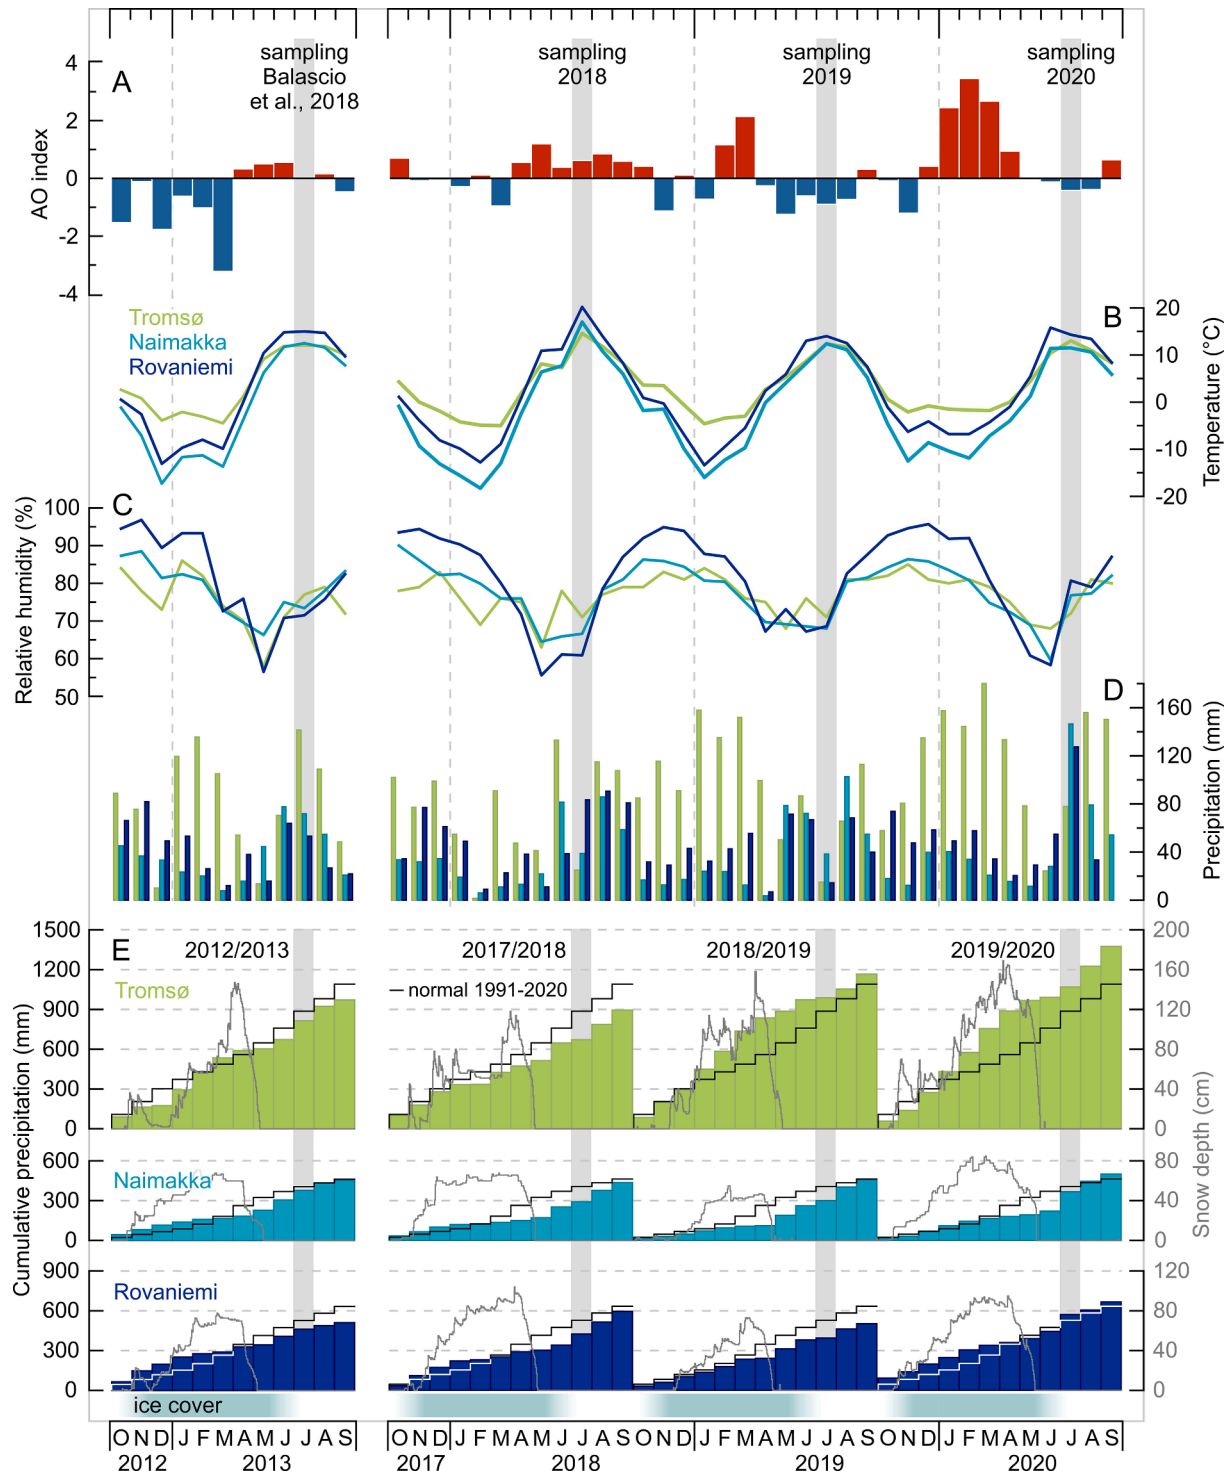 sampling
Balascio
et al., 2018
sampling
2018
sampling
2019
sampling
2020
A
4
2
0
-2
-4
AO index
Tromsø
Naimakka
Rovaniemi
B
20
10
0
-10
-20
Temperature (°C)
C
100
90
80
70
60
50
Relative humidity (%)
D
160
120
80
40
0
Precipitation (mm)
E
2012/2013
2017/2018
2018/2019
2019/2020
Tromsø
normal 1991-2020
1500
1200
900
600
300
0
200
160
120
80
40
0
Cumulative precipitation (mm)
Snow depth (cm)
Naimakka
600
300
0
80
40
0
Rovaniemi
900
600
300
0
120
80
40
0
ice cover
O N D J F M A M J J A S
O N D J F M A M J J A S O N D J F M A M J J A S O N D J F M A M J J A S
2012 2013 2017 2018 2019 2020